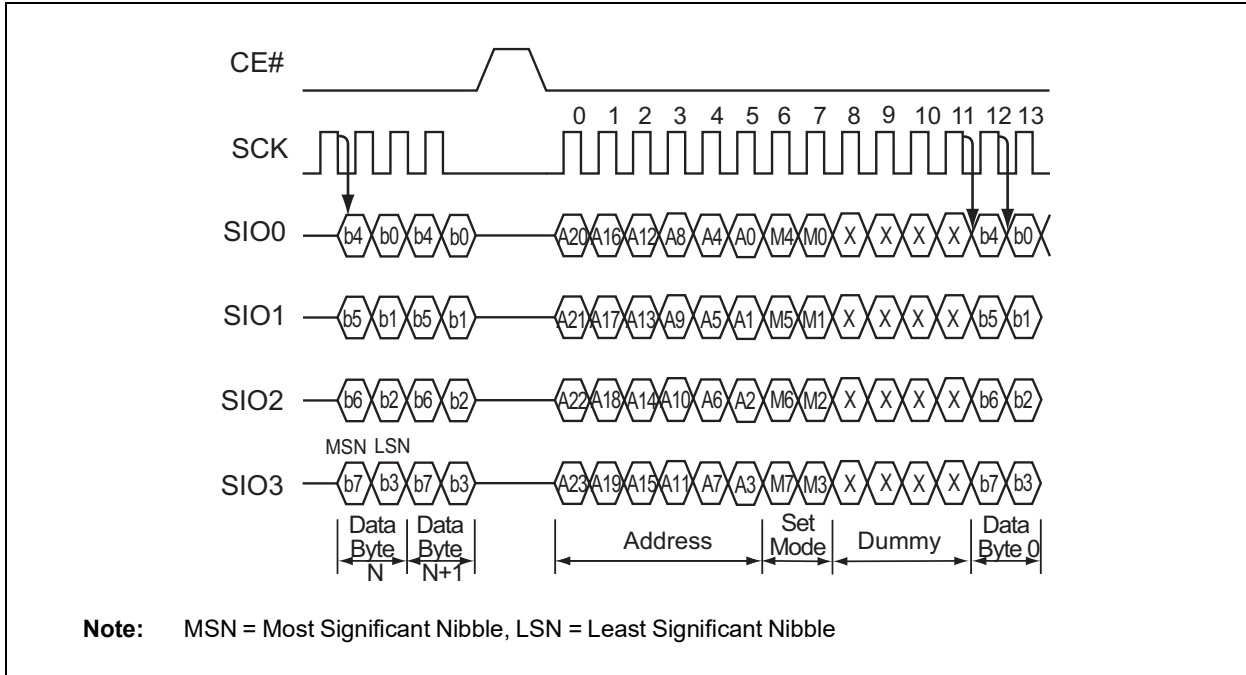 CE#
0 1 2 3 4 5 6 7 8 9 10 11 12 13
SCK
SIO0 b4 b0 b4 b0 A20 A16 A12 A8 A4 A0 M4 M0 X X X X b4 b0
SIO1 b5 b1 b5 b1 A21 A17 A13 A9 A5 A1 M5 M1 X X X X b5 b1
SIO2 b6 b2 b6 b2 A22 A18 A14 A10 A6 A2 M6 M2 X X X X b6 b2
MSN LSN
SIO3 b7 b3 b7 b3 A23 A19 A15 A11 A7 A3 M7 M3 X X X X b7 b3
Data Byte N
Data Byte N+1
Address
Set Mode
Dummy
Data Byte 0
Note: MSN = Most Significant Nibble, LSN = Least Significant Nibble